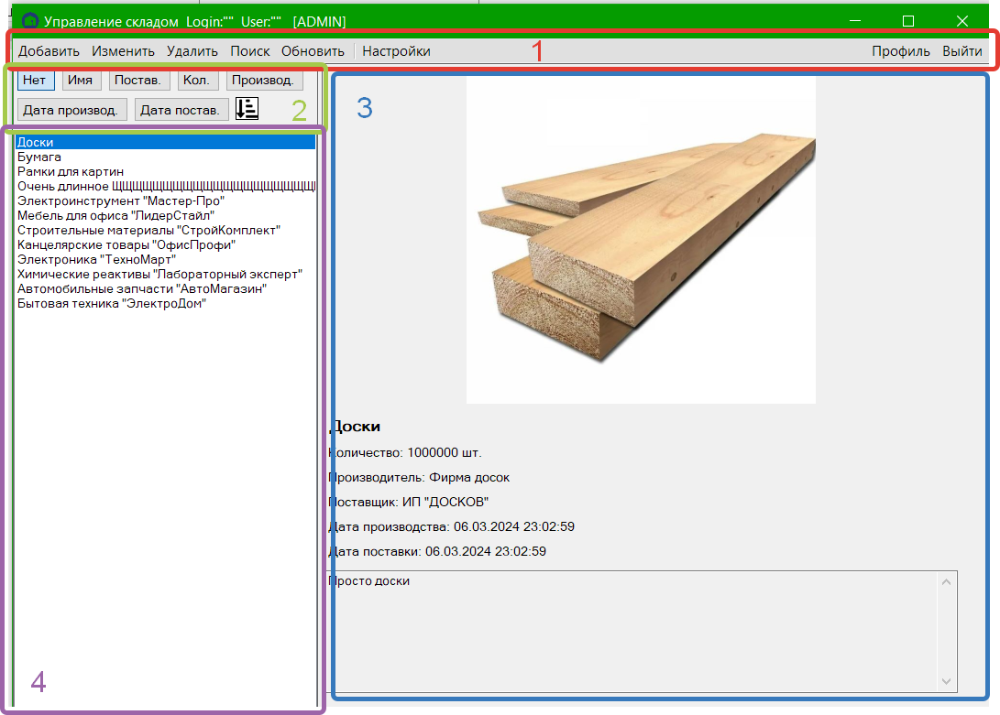 Управление складом Login:"" User:"" [ADMIN]
Добавить Изменить Удалить Поиск Обновить Настройки 1 Профиль Выйти
Нет Имя Постав. Кол. Производ.
Дата производ. Дата постав. 2
3
Доски
Бумага
Рамки для картин
Очень длинное ЩЩЩЩЩЩЩЩЩЩЩЩЩЩЩЩЩЩЩЩ
Электроинструмент "Мастер-Про"
Мебель для офиса "ЛидерСтайл"
Строительные материалы "СтройКомплект"
Канцелярские товары "ОфисПрофи"
Электроника "ТехноМарт"
Химические реактивы "Лабораторный эксперт"
Автомобильные запчасти "АвтоМагазин"
Бытовая техника "ЭлектроДом"
4
Доски
Количество: 1000000 шт.
Производитель: Фирма досок
Поставщик: ИП "ДОСКОВ"
Дата производства: 06.03.2024 23:02:59
Дата поставки: 06.03.2024 23:02:59
Просто доски